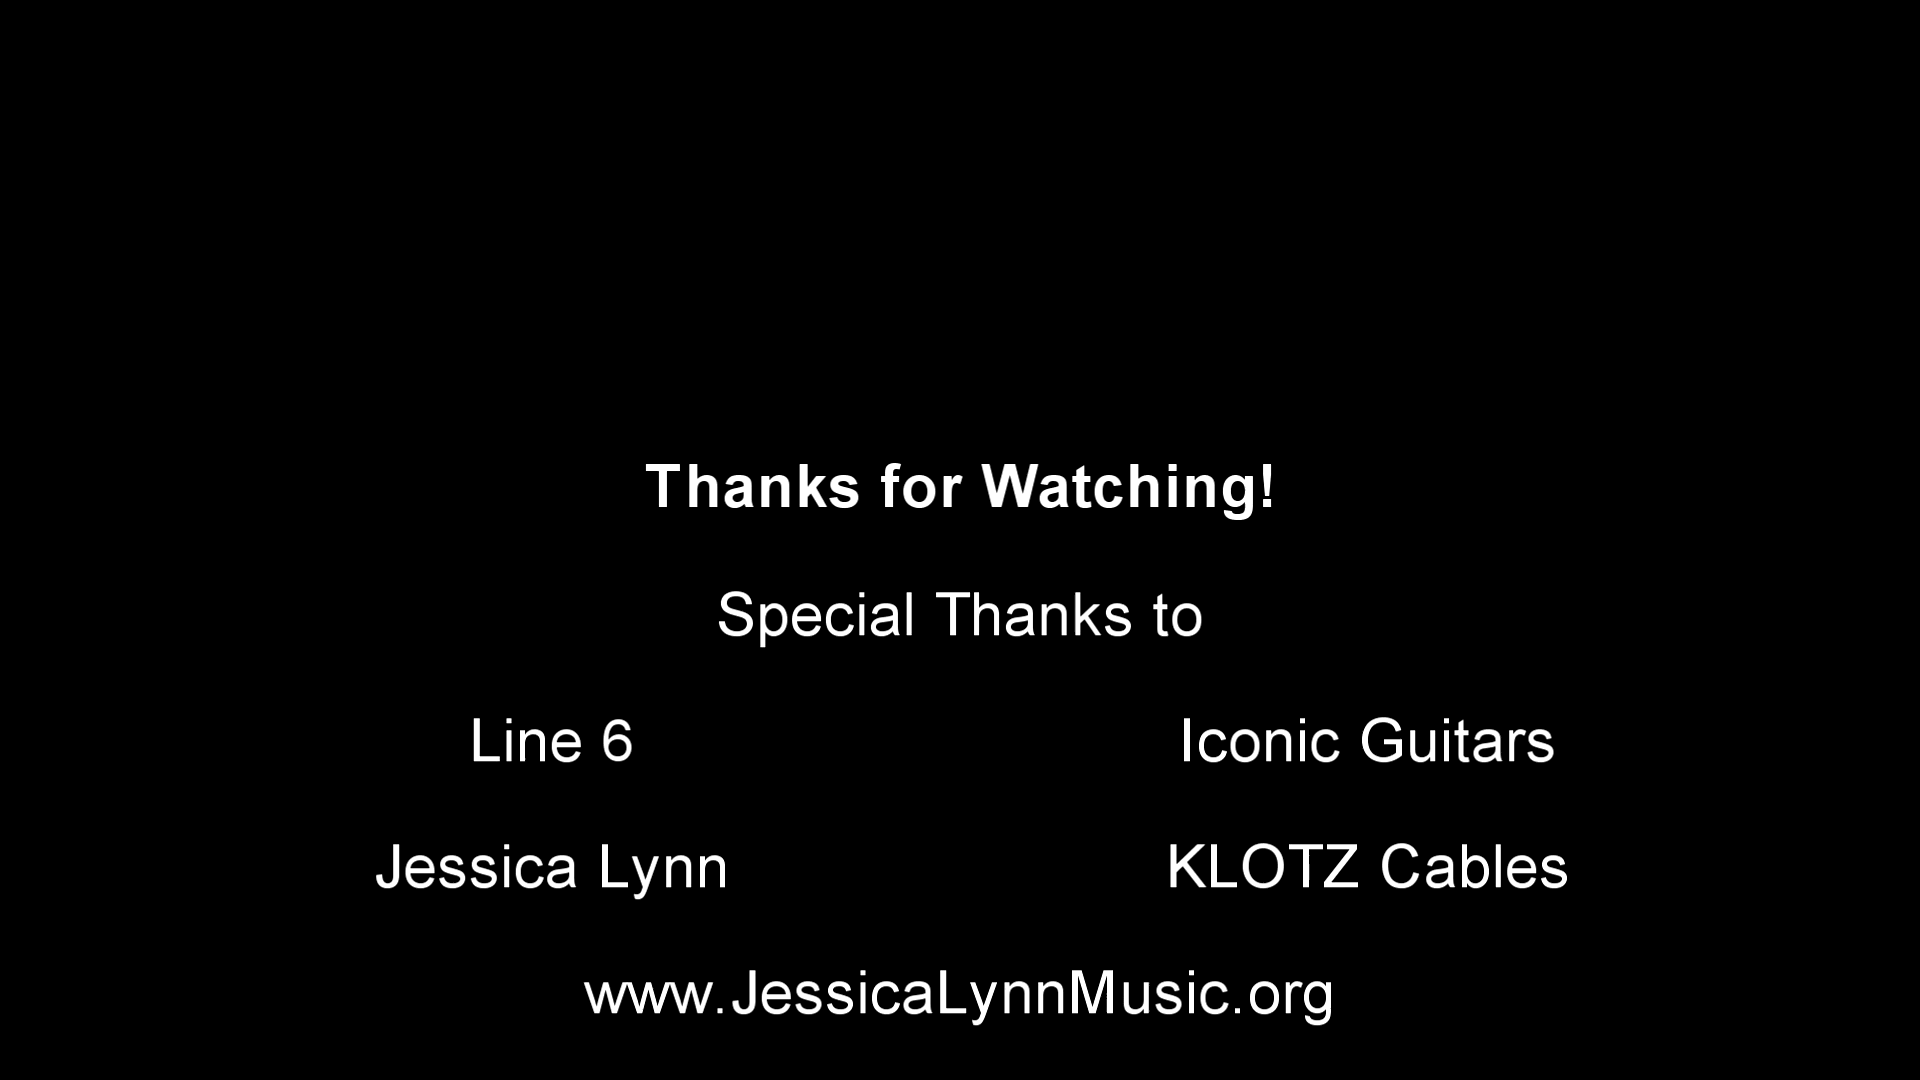 Thanks for Watching!
Special Thanks to
Line 6 Iconic Guitars
Jessica Lynn KLOTZ Cables
www.JessicaLynnMusic.org